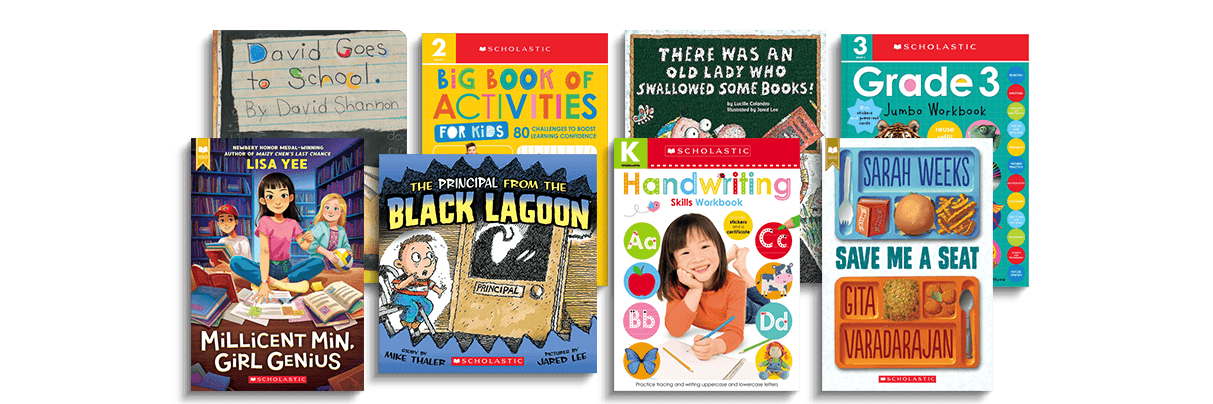 David Goes
to School.
By David Shannon
2
SCHOLASTIC
BIG BOOK OF
ACTIVITIES
FOR KIDS
80 CHALLENGES TO BOOST
LEARNING CONFIDENCE
THERE WAS AN
OLD LADY WHO
SWALLOWED SOME BOOKS!
by Lucille Colandro
Illustrated by Jared Lee
3
SCHOLASTIC
Grade 3
Jumbo Workbook
NEWBERY HONOR MEDAL-WINNING
AUTHOR OF MAIZY CHEN'S LAST CHANCE
LISA YEE
MILLICENT MIN,
GIRL GENIUS
SCHOLASTIC
THE PRINCIPAL FROM THE
BLACK LAGOON
PRINCIPAL
STORY BY
MIKE THALER
SCHOLASTIC
PICTURES BY
JARED LEE
K
SCHOLASTIC
Handwriting
Skills Workbook
stickers
and a
certificate
Aa
Cc
Bb
Dd
Practice tracing and writing uppercase and lowercase letters
SARAH WEEKS
SAVE ME A SEAT
GITA
VARADARAJAN
SCHOLASTIC